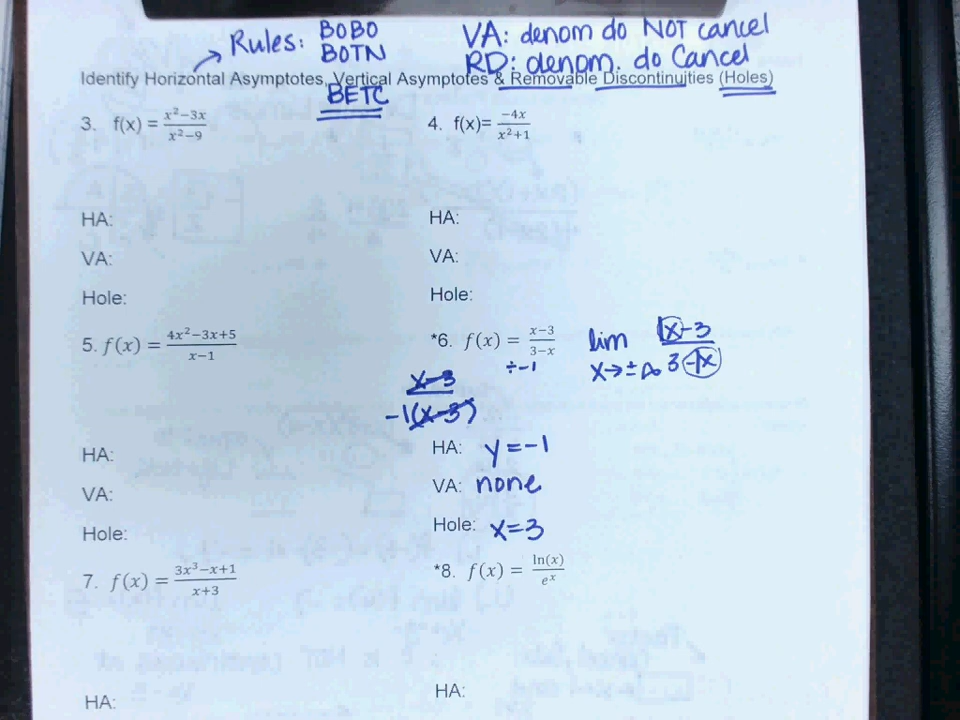 → Rules: BOBO
BOTN
BETC
VA: denom do NOT cancel
RD: denom. do Cancel
Identify Horizontal Asymptotes, Vertical Asymptotes & Removable Discontinuities (Holes)
3. f(x) = x²−3x / x²−9
4. f(x)= −4x / x²+1
HA:
HA:
VA:
VA:
Hole:
Hole:
5. f(x) = 4x²−3x+5 / x−1
*6. f(x) = x−3 / 3−x
÷ −1
lim x→±∞ 1x−3 / 3−1x
x−3 / −1(x−3)
HA:
HA: y = −1
VA:
VA: none
Hole:
Hole: x=3
7. f(x) = 3x³−x+1 / x+3
*8. f(x) = ln(x) / eˣ
HA:
HA: